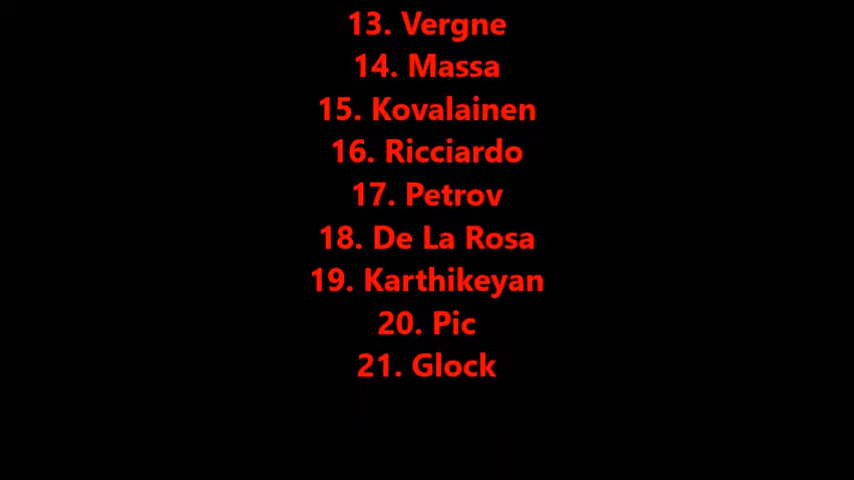 13. Vergne
14. Massa
15. Kovalainen
16. Ricciardo
17. Petrov
18. De La Rosa
19. Karthikeyan
20. Pic
21. Glock